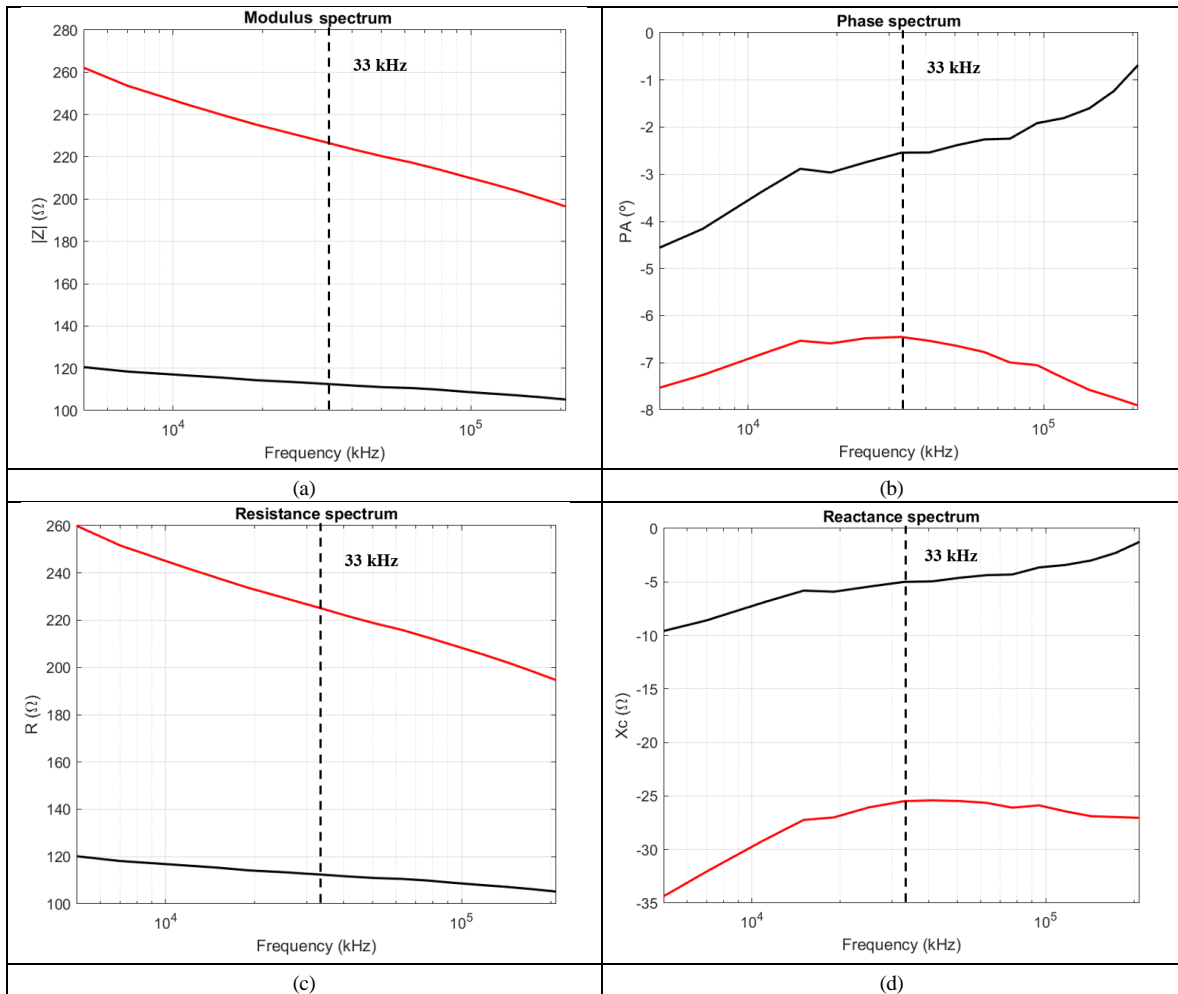 Modulus spectrum
280
260
240
220
200
180
160
140
120
100
|Z| (Ω)
33 kHz
10⁴
10⁵
Frequency (kHz)
(a)
Phase spectrum
0
-1
-2
-3
-4
-5
-6
-7
-8
PA (º)
33 kHz
10⁴
10⁵
Frequency (kHz)
(b)
Resistance spectrum
260
240
220
200
180
160
140
120
100
R (Ω)
33 kHz
10⁴
10⁵
Frequency (kHz)
(c)
Reactance spectrum
0
-5
-10
-15
-20
-25
-30
-35
Xc (Ω)
33 kHz
10⁴
10⁵
Frequency (kHz)
(d)